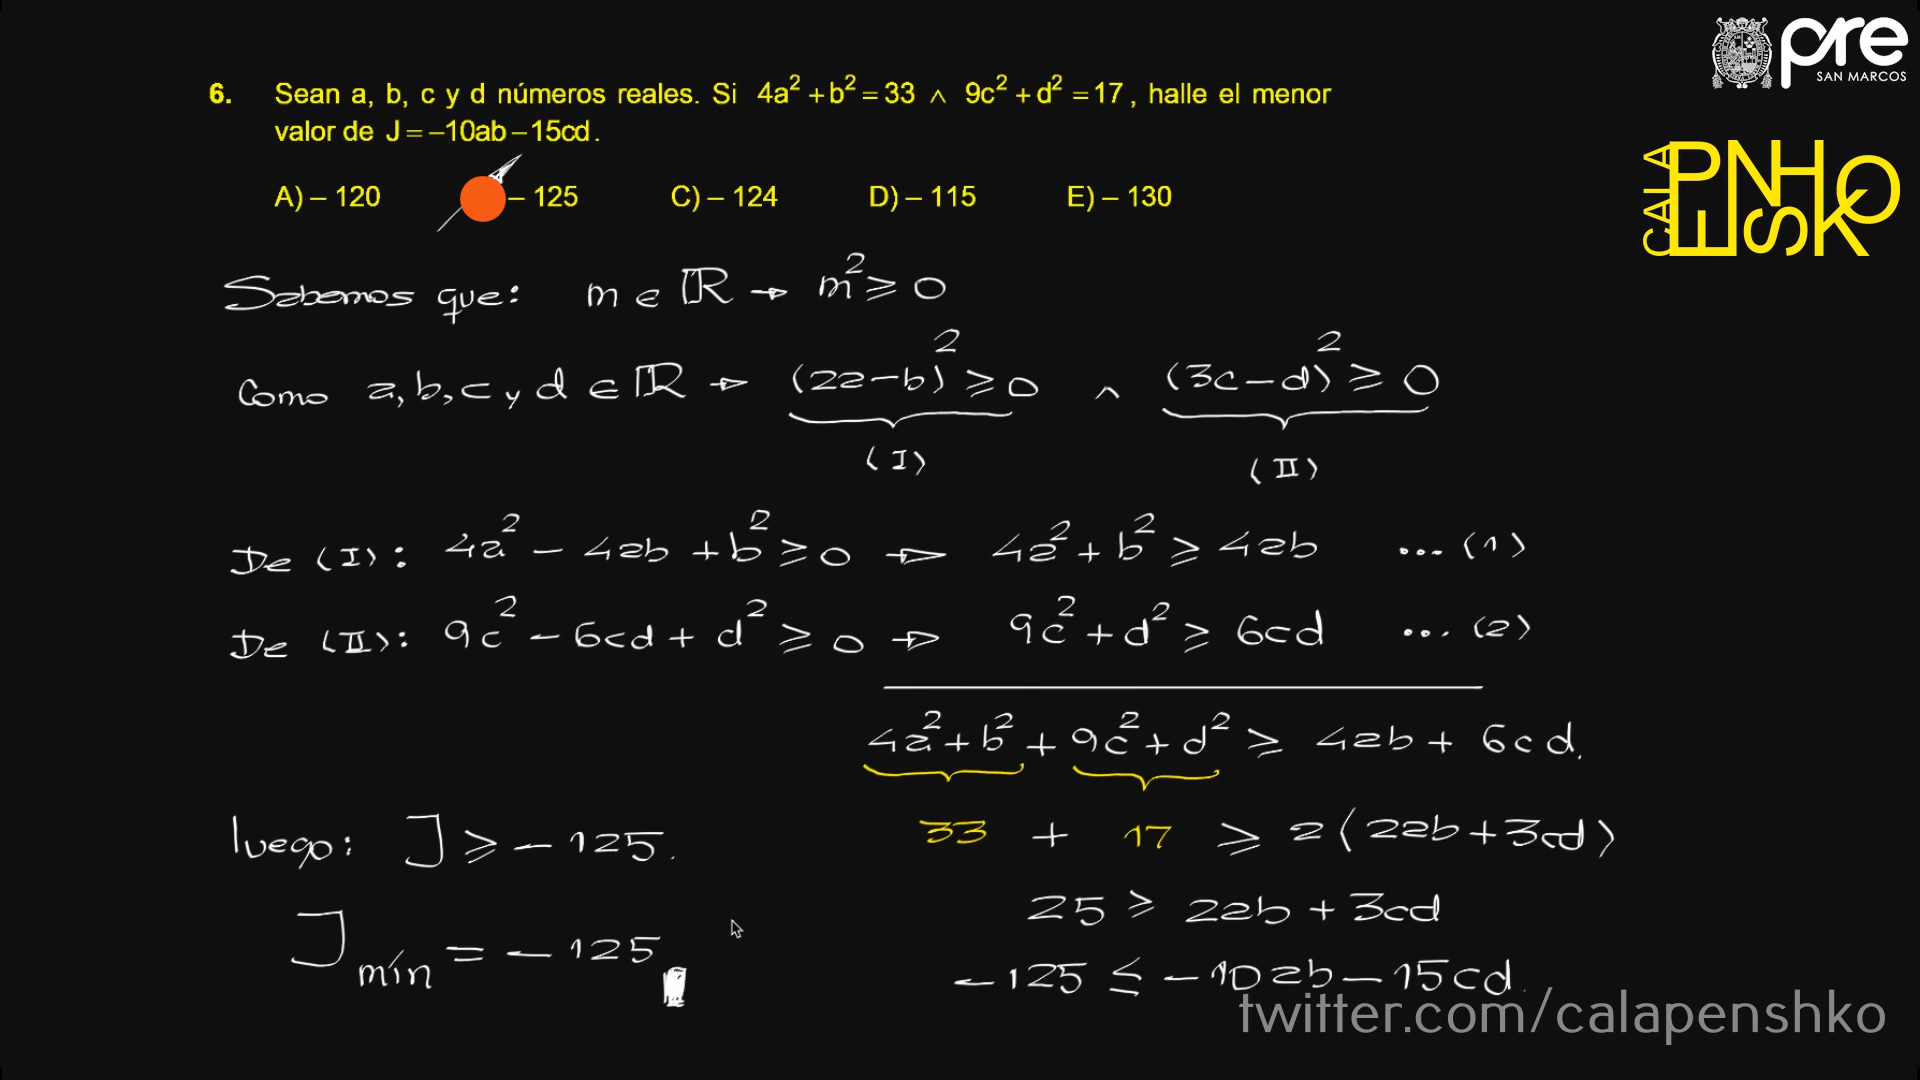 pre
SAN MARCOS
CALA
PENSHKO
6. Sean a, b, c y d números reales. Si 4a² + b² = 33 ∧ 9c² + d² = 17, halle el menor
valor de J = –10ab – 15cd.
A) – 120 – 125 C) – 124 D) – 115 E) – 130
Sabemos que: m ∈ ℝ → m² ≥ 0
Como a, b, c y d ∈ ℝ → (2a – b)² ≥ 0 ∧ (3c – d)² ≥ 0
(I) (II)
De (I): 4a² – 4ab + b² ≥ 0 → 4a² + b² ≥ 4ab ... (1)
De (II): 9c² – 6cd + d² ≥ 0 → 9c² + d² ≥ 6cd ... (2)
4a² + b² + 9c² + d² ≥ 4ab + 6cd.
33 + 17 ≥ 2(2ab + 3cd)
25 ≥ 2ab + 3cd
– 125 ≤ – 10ab – 15cd.
luego: J ≥ – 125.
J mín = – 125
twitter.com/calapenshko